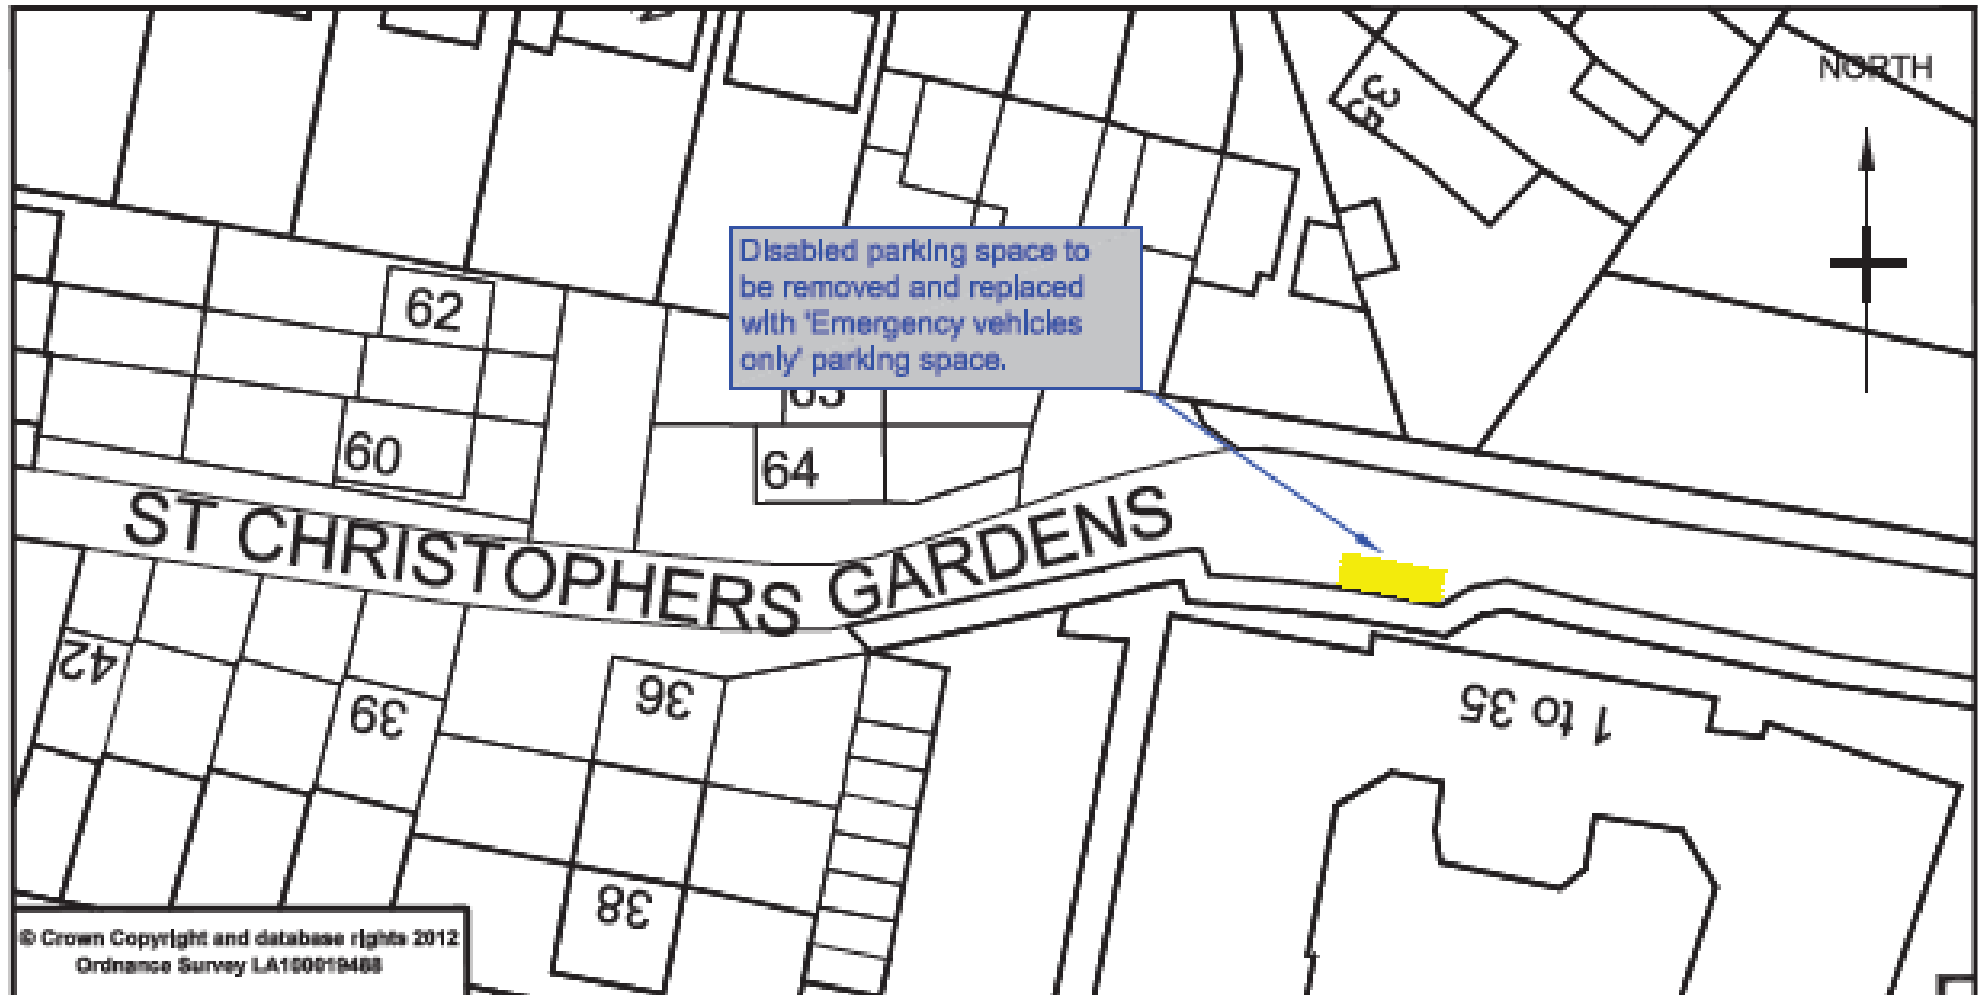 NORTH
35
Disabled parking space to
be removed and replaced
with 'Emergency vehicles
only' parking space.
62
60
64
ST CHRISTOPHERS GARDENS
42
39
36
38
1 to 35
© Crown Copyright and database rights 2012
Ordnance Survey LA100019488